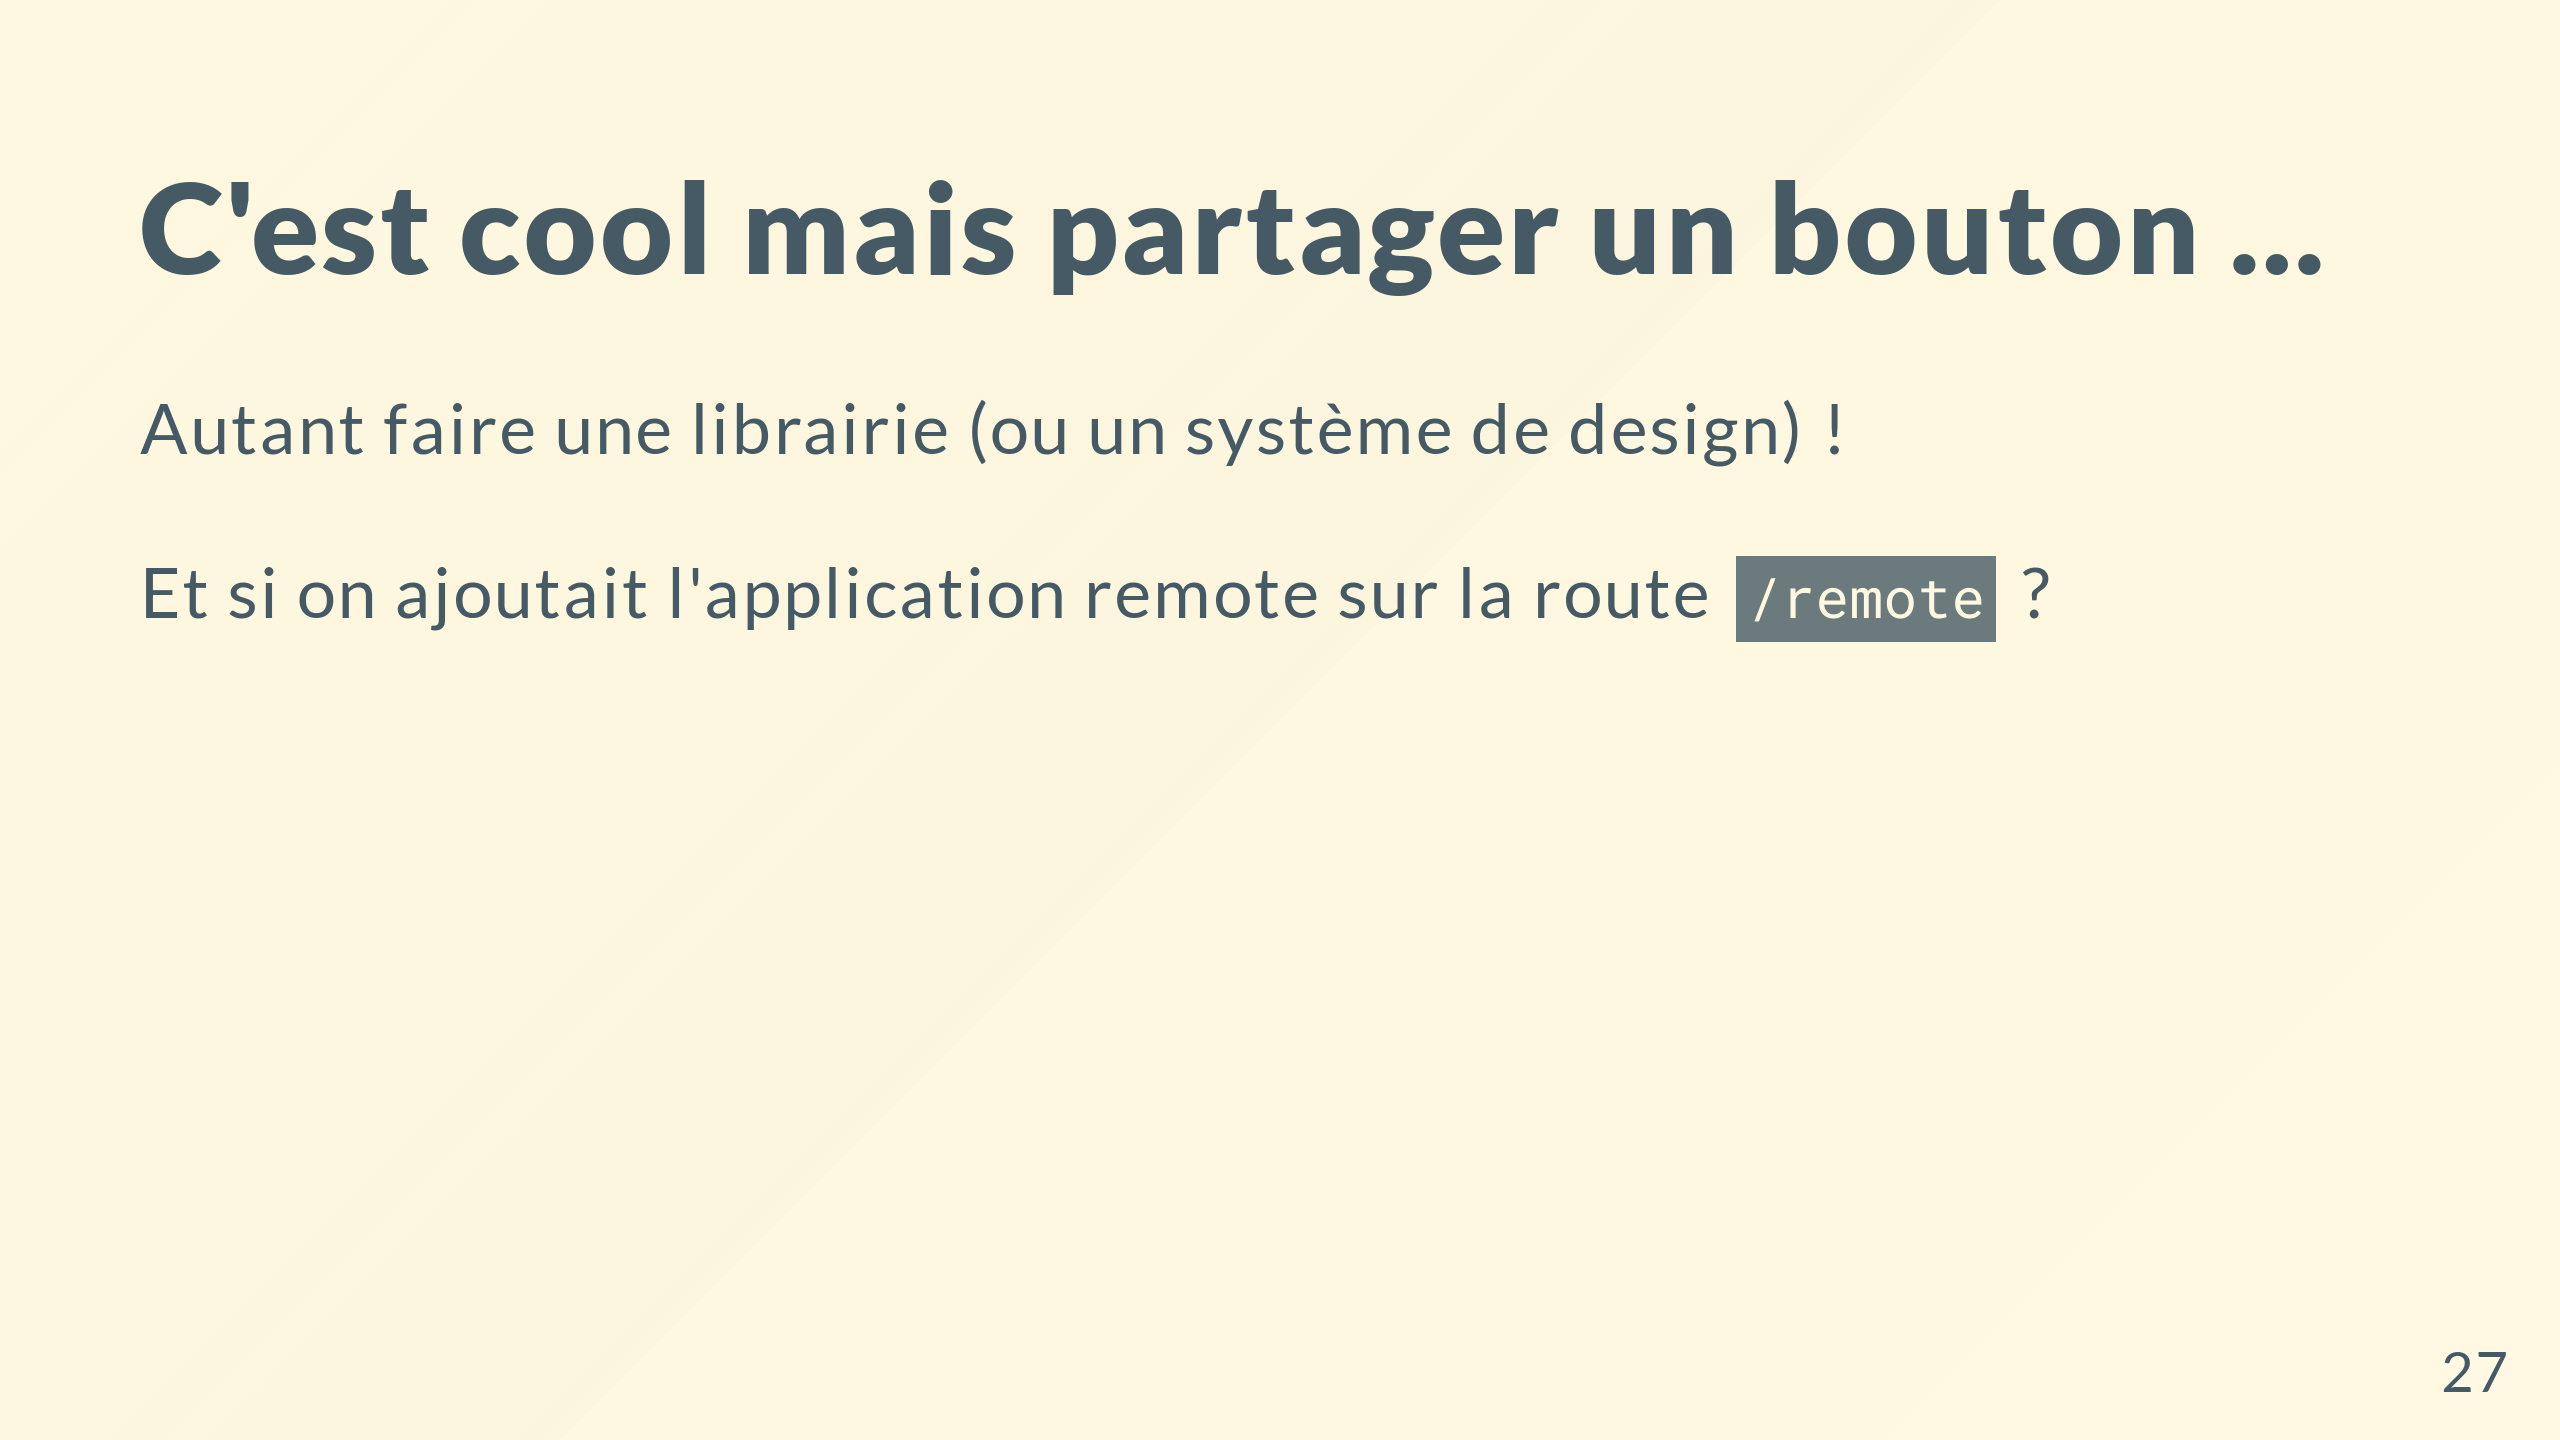 C'est cool mais partager un bouton ...
Autant faire une librairie (ou un système de design) !
Et si on ajoutait l'application remote sur la route /remote ?
27